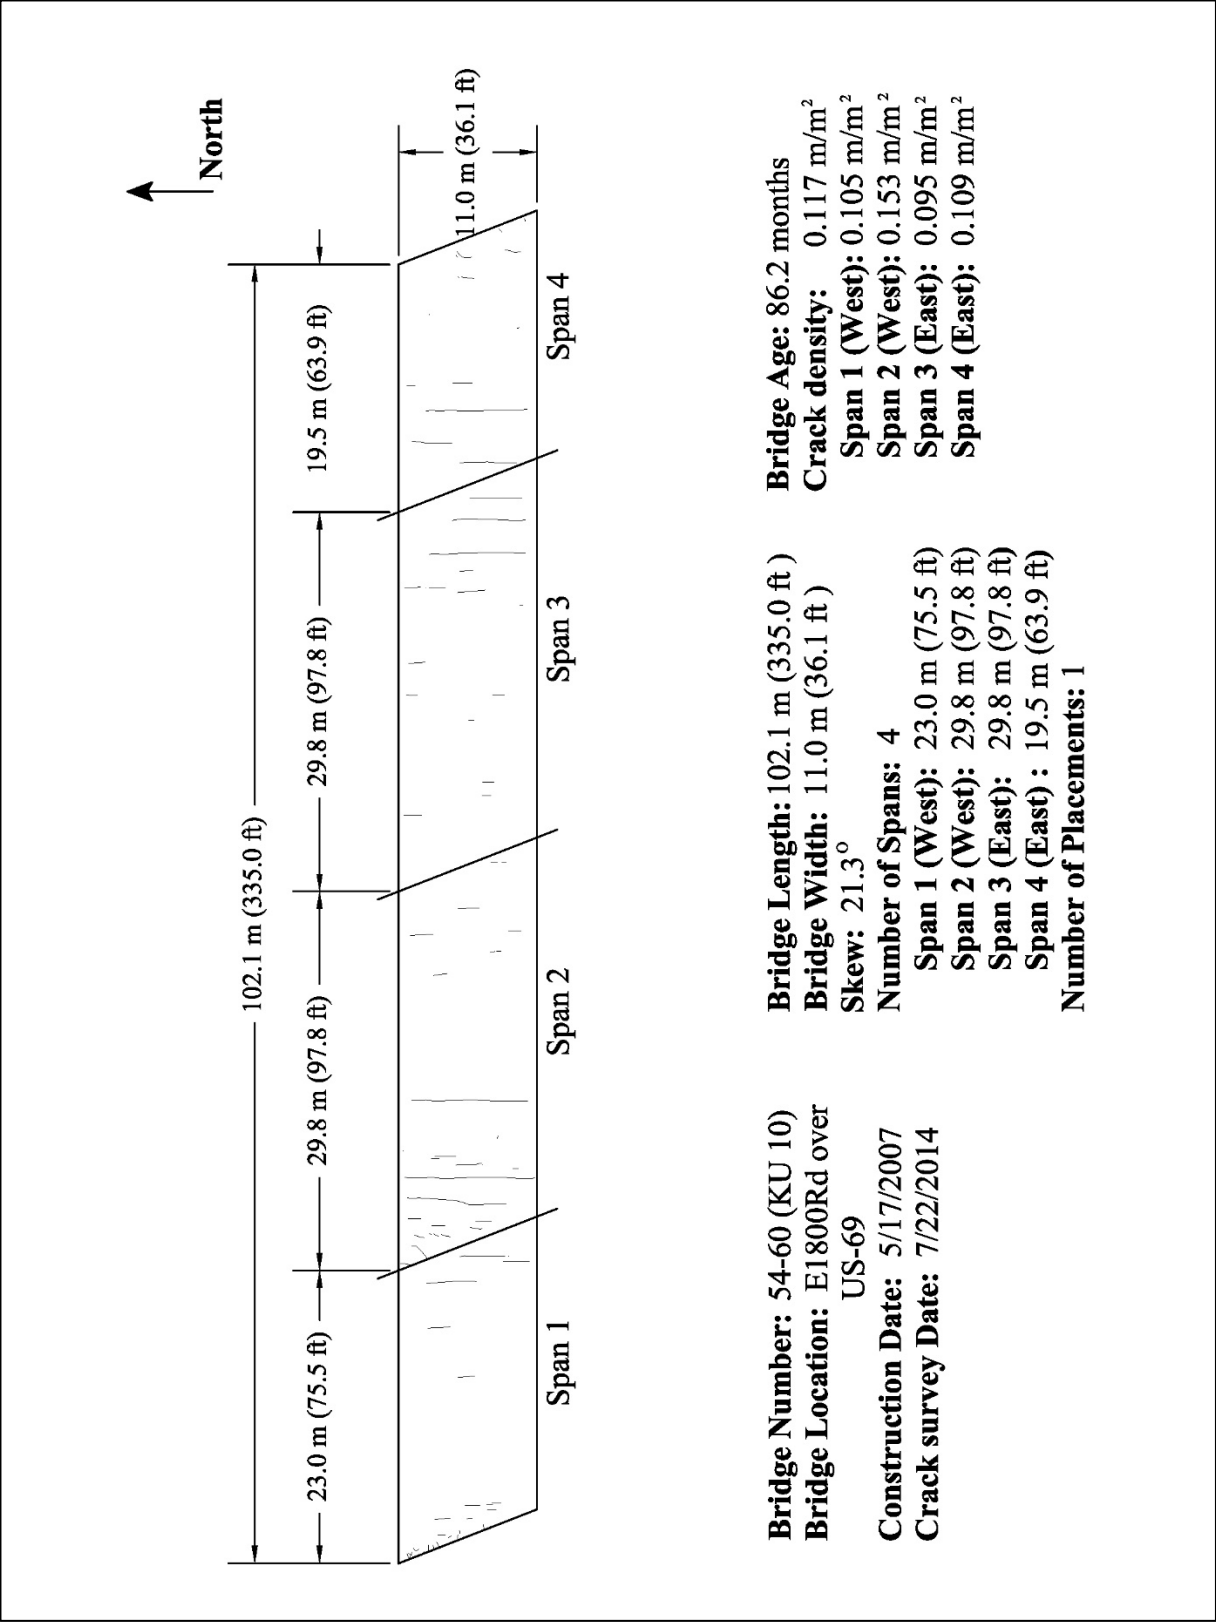 North
102.1 m (335.0 ft)
23.0 m (75.5 ft)
29.8 m (97.8 ft)
29.8 m (97.8 ft)
19.5 m (63.9 ft)
11.0 m (36.1 ft)
Span 1
Span 2
Span 3
Span 4
Bridge Number: 54-60 (KU 10)
Bridge Location: E1800Rd over
US-69
Construction Date: 5/17/2007
Crack survey Date: 7/22/2014
Bridge Length: 102.1 m (335.0 ft )
Bridge Width: 11.0 m (36.1 ft )
Skew: 21.3°
Number of Spans: 4
Span 1 (West): 23.0 m (75.5 ft)
Span 2 (West): 29.8 m (97.8 ft)
Span 3 (East): 29.8 m (97.8 ft)
Span 4 (East) : 19.5 m (63.9 ft)
Number of Placements: 1
Bridge Age: 86.2 months
Crack density: 0.117 m/m²
Span 1 (West): 0.105 m/m²
Span 2 (West): 0.153 m/m²
Span 3 (East): 0.095 m/m²
Span 4 (East): 0.109 m/m²